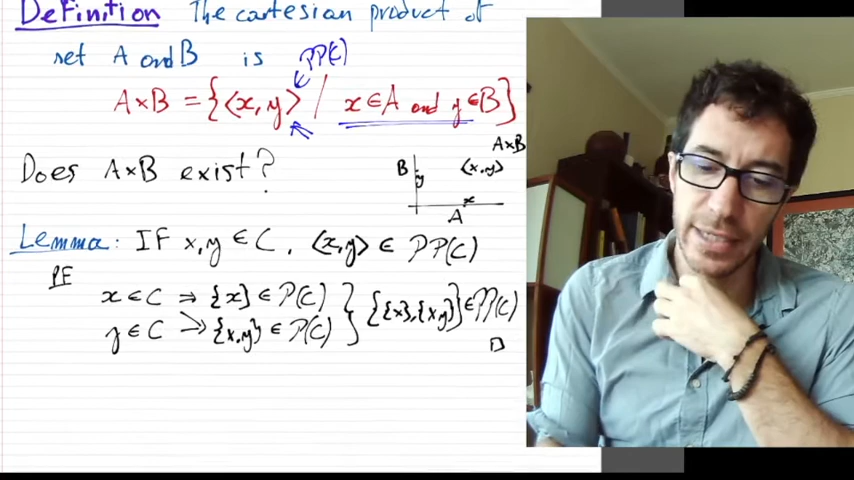 Definition The cartesian product of
set A and B is PP(C)
A×B = {⟨x,y⟩ / x∈A and y∈B}
Does A×B exist?
A×B
B y ⟨x,y⟩
x
A
Lemma: IF x,y ∈ C, ⟨x,y⟩ ∈ PP(C)
PF
x ∈ C ⇒ {x} ∈ P(C) } {{x},{x,y}} ∈ PP(C)
y ∈ C ⇒ {x,y} ∈ P(C)
□